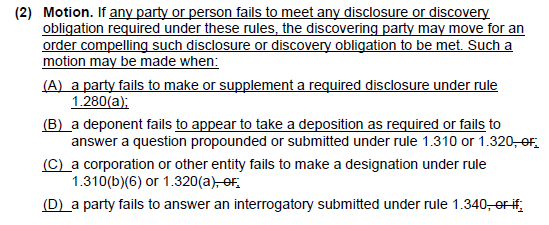 (2) Motion. If any party or person fails to meet any disclosure or discovery
obligation required under these rules, the discovering party may move for an
order compelling such disclosure or discovery obligation to be met. Such a
motion may be made when:
(A) a party fails to make or supplement a required disclosure under rule
1.280(a);
(B) a deponent fails to appear to take a deposition as required or fails to
answer a question propounded or submitted under rule 1.310 or 1.320, or;
(C) a corporation or other entity fails to make a designation under rule
1.310(b)(6) or 1.320(a), or;
(D) a party fails to answer an interrogatory submitted under rule 1.340, or if;